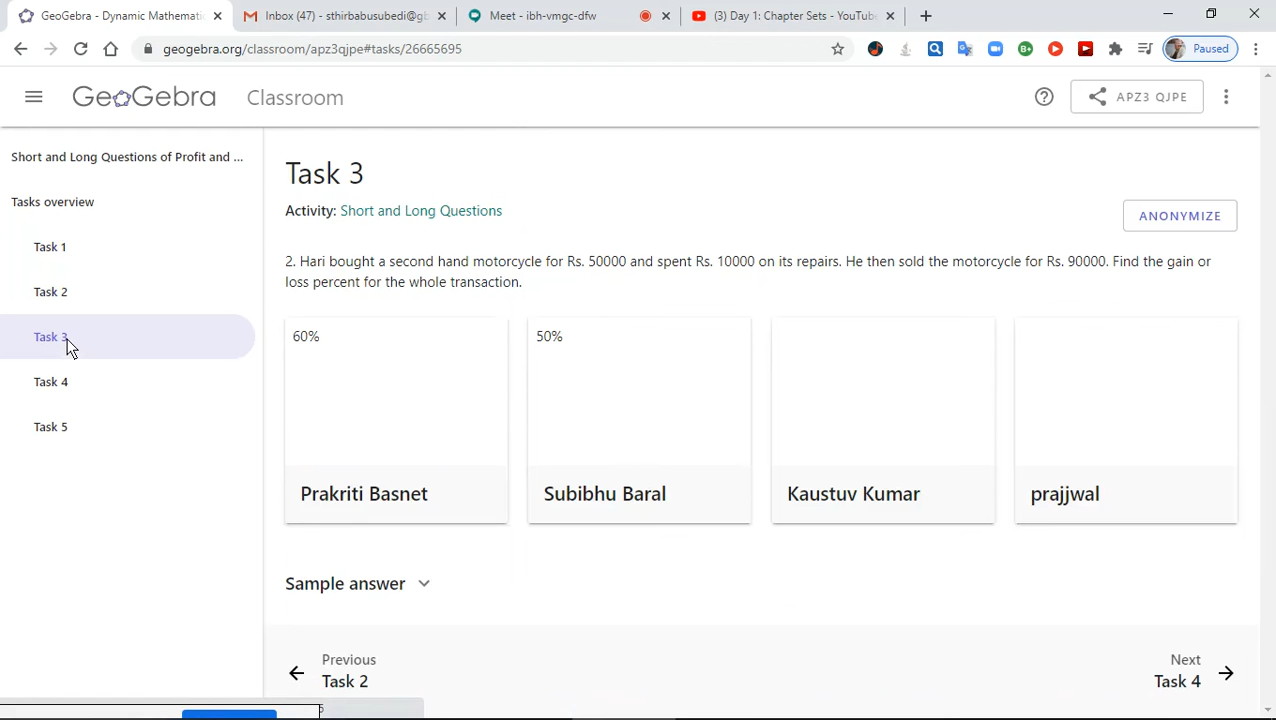 GeoGebra - Dynamic Mathematic
Inbox (47) - sthirbabusubedi@gb
Meet - ibh-vmgc-dfw
(3) Day 1: Chapter Sets - YouTube
geogebra.org/classroom/apz3qjpe#tasks/26665695
Paused
GeoGebra
Classroom
APZ3 QJPE
Short and Long Questions of Profit and ...
Tasks overview
Task 1
Task 2
Task 3
Task 4
Task 5
Task 3
Activity: Short and Long Questions
ANONYMIZE
2. Hari bought a second hand motorcycle for Rs. 50000 and spent Rs. 10000 on its repairs. He then sold the motorcycle for Rs. 90000. Find the gain or
loss percent for the whole transaction.
60%
50%
Prakriti Basnet
Subibhu Baral
Kaustuv Kumar
prajjwal
Sample answer
Previous
Task 2
Next
Task 4